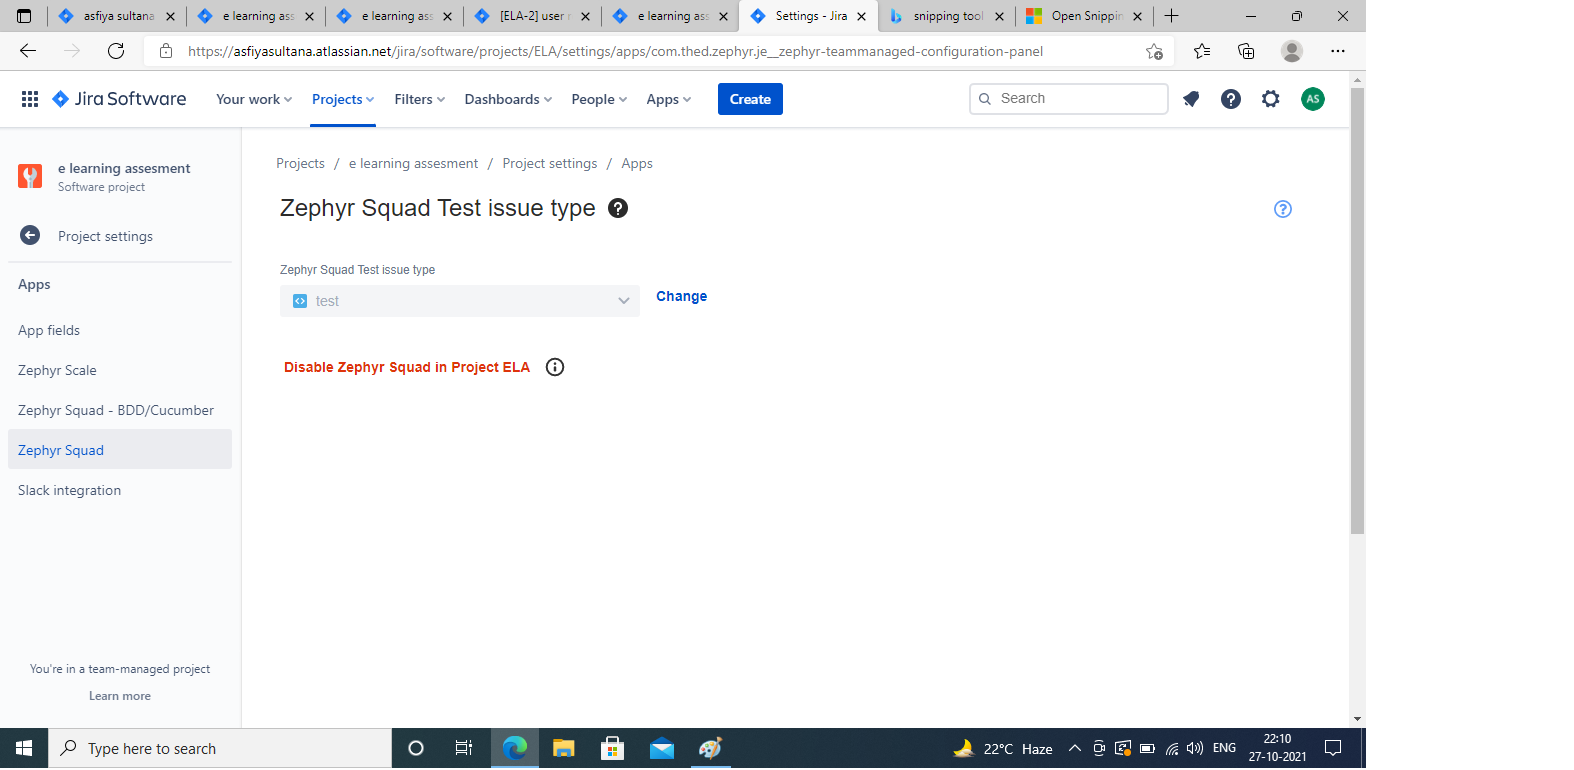 asfiya sultana
e learning ass
e learning ass
[ELA-2] user
e learning ass
Settings - Jira
snipping tool
Open Snippin
https://asfiyasultana.atlassian.net/jira/software/projects/ELA/settings/apps/com.thed.zephyr.je__zephyr-teammanaged-configuration-panel
Jira Software
Your work
Projects
Filters
Dashboards
People
Apps
Create
Search
AS
e learning assesment
Software project
Project settings
Apps
App fields
Zephyr Scale
Zephyr Squad - BDD/Cucumber
Zephyr Squad
Slack integration
You're in a team-managed project
Learn more
Projects / e learning assesment / Project settings / Apps
Zephyr Squad Test issue type
Zephyr Squad Test issue type
test
Change
Disable Zephyr Squad in Project ELA
Type here to search
22°C Haze
ENG
22:10
27-10-2021